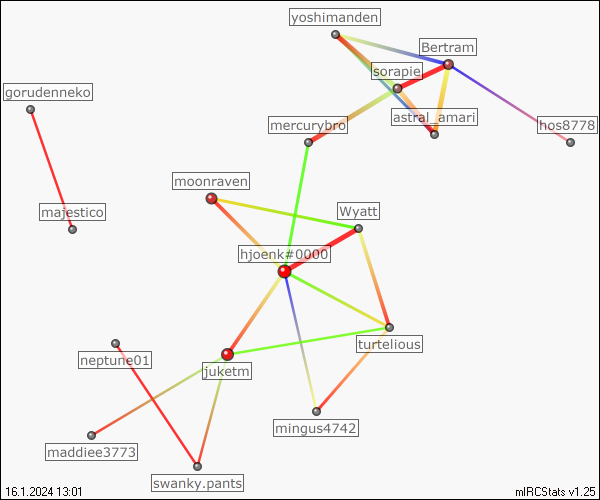 yoshimanden
Bertram
sorapie
gorudenneko
astral_amari
mercurybro
hos8778
moonraven
majestico
Wyatt
hjoenk#0000
turtelious
neptune01
juketm
mingus4742
maddiee3773
swanky.pants
16.1.2024 13:01
mIRCStats v1.25